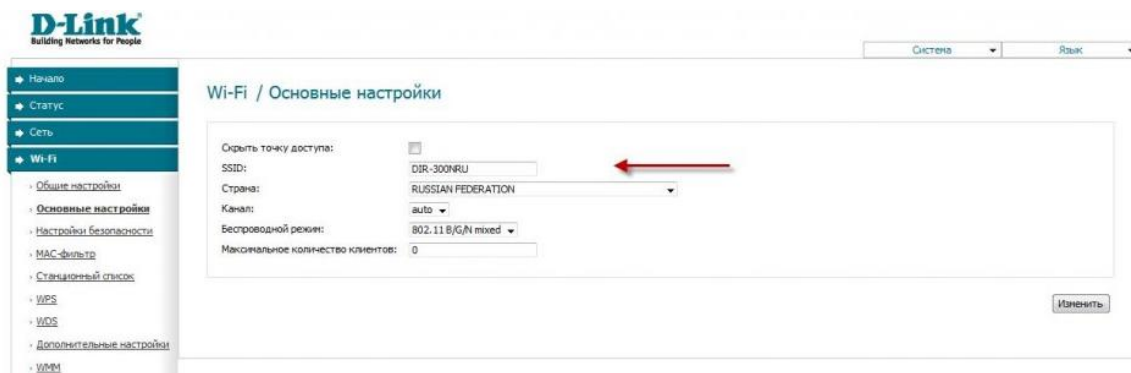 D-Link
Building Networks for People
Система
Язык
Начало
Статус
Сеть
Wi-Fi
Общие настройки
Основные настройки
Настройки безопасности
MAC-фильтр
Станционный список
WPS
WDS
Дополнительные настройки
WMM
Wi-Fi / Основные настройки
Скрыть точку доступа:
SSID: DIR-300NRU
Страна: RUSSIAN FEDERATION
Канал: auto
Беспроводной режим: 802.11 B/G/N mixed
Максимальное количество клиентов: 0
Изменить